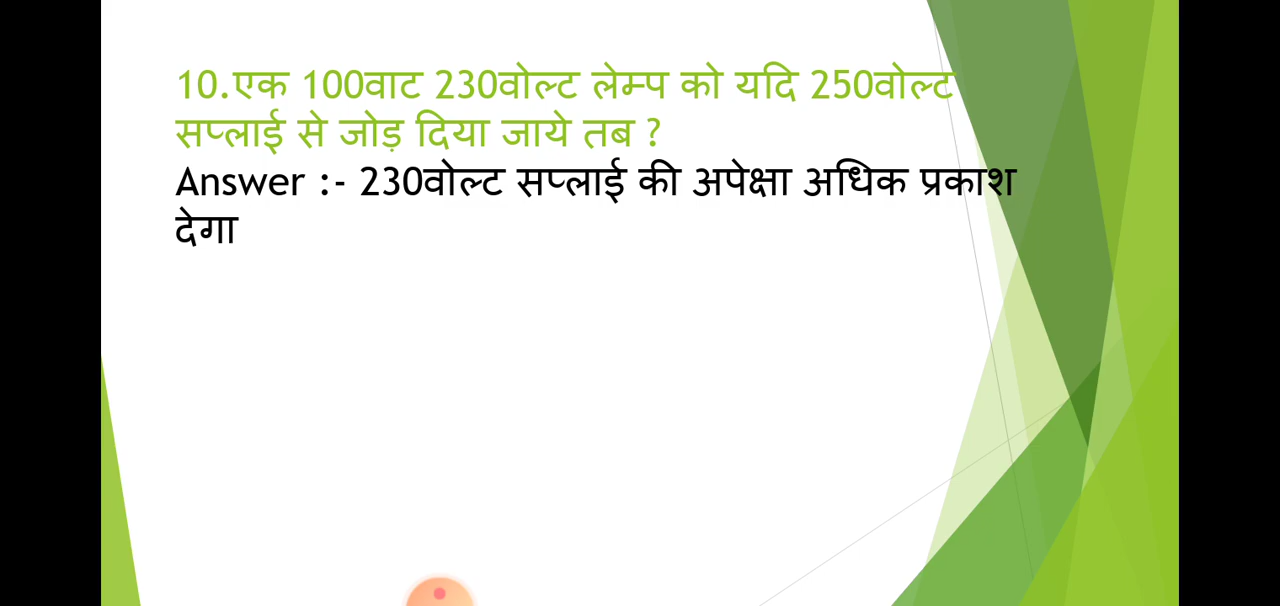 10.एक 100वाट 230वोल्ट लेम्प को यदि 250वोल्ट
सप्लाई से जोड़ दिया जाये तब ?
Answer :- 230वोल्ट सप्लाई की अपेक्षा अधिक प्रकाश
देगा